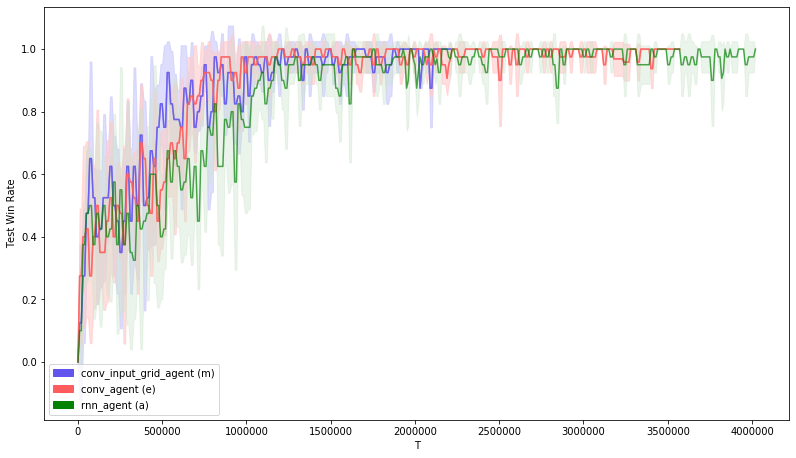 Test Win Rate
1.0
0.8
0.6
0.4
0.2
0.0
conv_input_grid_agent (m)
conv_agent (e)
rnn_agent (a)
0 500000 1000000 1500000 2000000 2500000 3000000 3500000 4000000
T